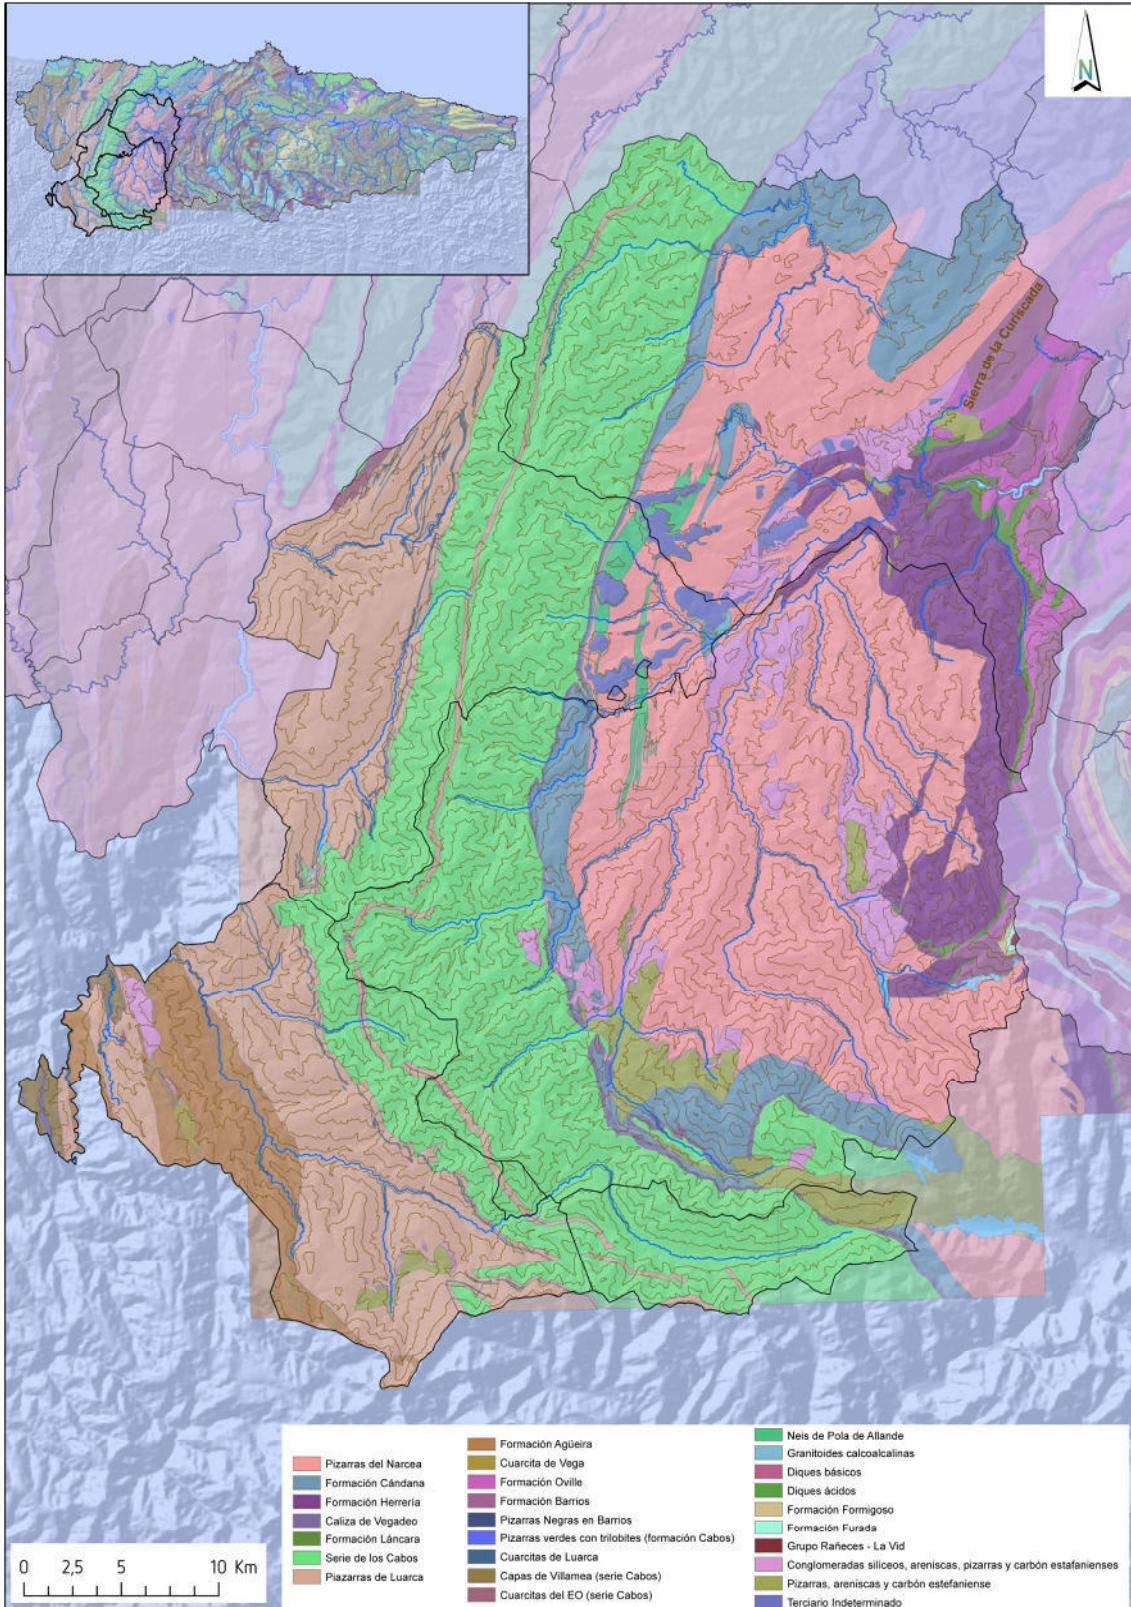 N
Sierra de la Curiscada
Pizarras del Narcea
Formación Cándana
Formación Herrería
Caliza de Vegadeo
Formación Láncara
Serie de los Cabos
Piazarras de Luarca
Formación Agüeira
Cuarcita de Vega
Formación Oville
Formación Barrios
Pizarras Negras en Barrios
Pizarras verdes con trilobites (formación Cabos)
Cuarcitas de Luarca
Capas de Villamea (serie Cabos)
Cuarcitas del EO (serie Cabos)
Neis de Pola de Allande
Granitoides calcoalcalinas
Diques básicos
Diques ácidos
Formación Formigoso
Formación Furada
Grupo Rañeces - La Vid
Conglomeradas siliceos, areniscas, pizarras y carbón estafanienses
Pizarras, areniscas y carbón estefaniense
Terciario Indeterminado
0 2,5 5 10 Km